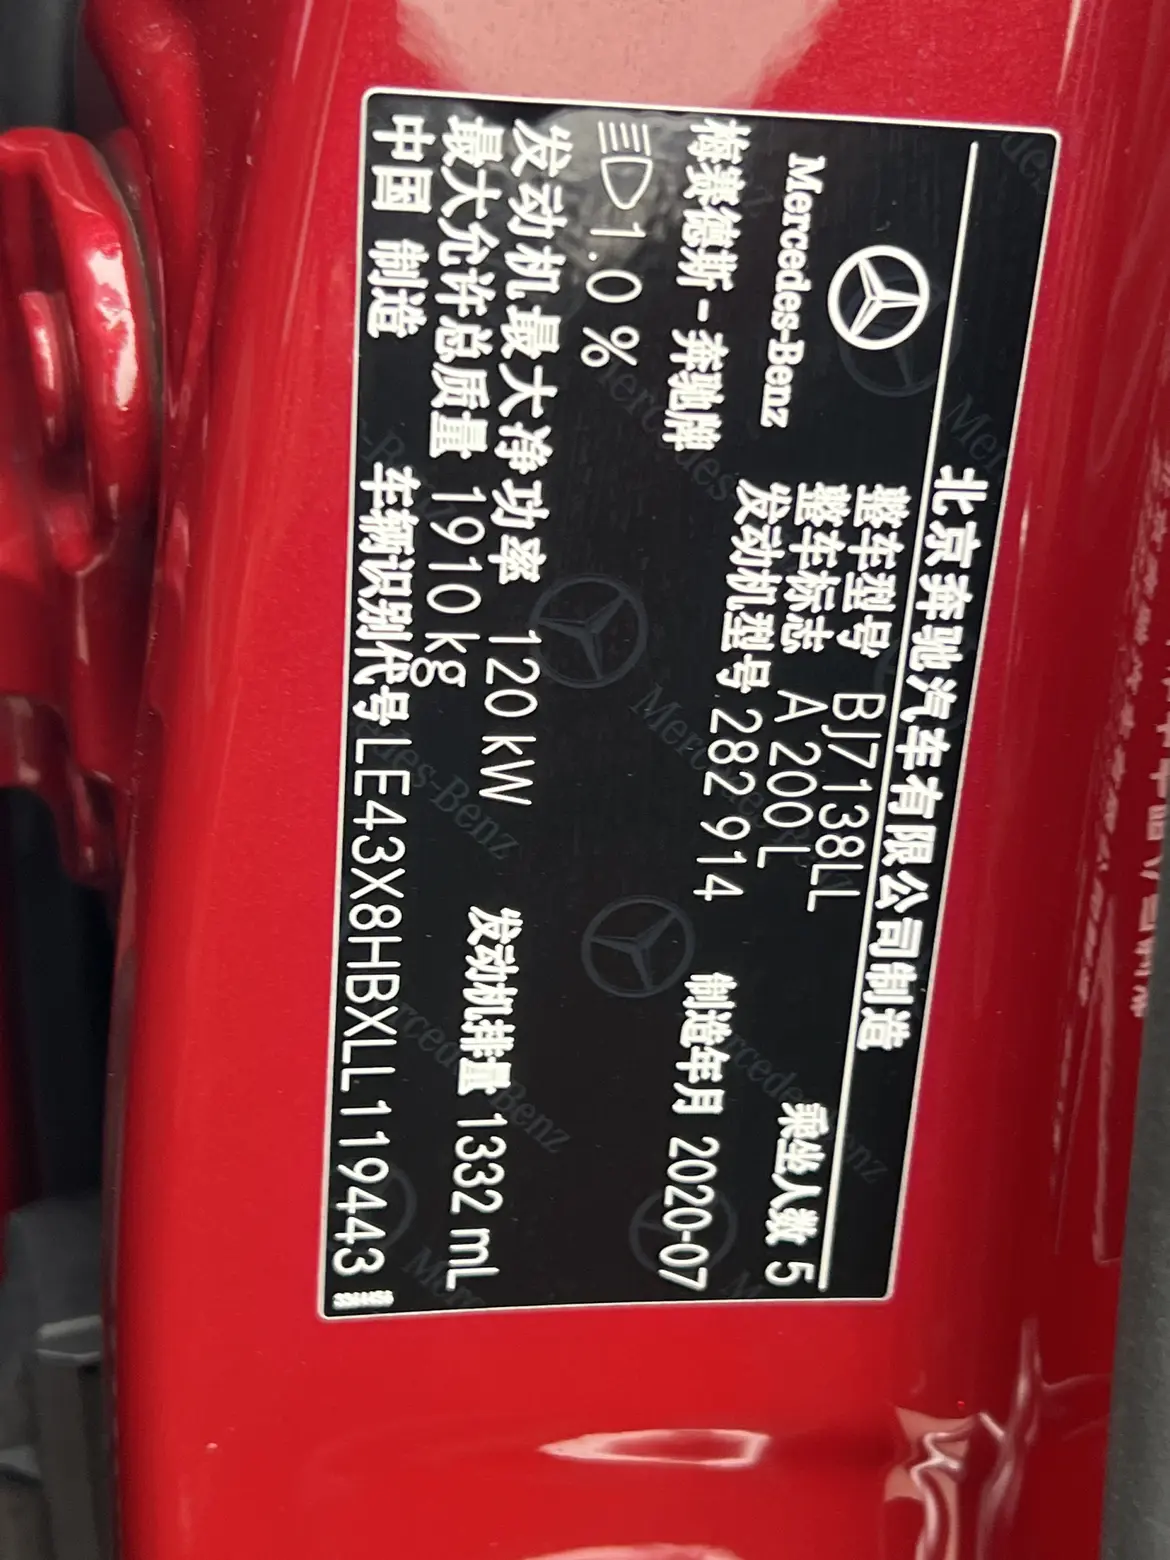 北京奔驰汽车有限公司制造
Mercedes-Benz
整车型号 BJ7138LL
整车标志 A 200 L
乘坐人数 5
梅赛德斯-奔驰牌
发动机型号 282 914
制造年月 2020-07
1.0 %
发动机最大净功率 120 kW
发动机排量 1332 mL
最大允许总质量 1910 kg
中国 制造
车辆识别代号 LE43X8HBXLL119443